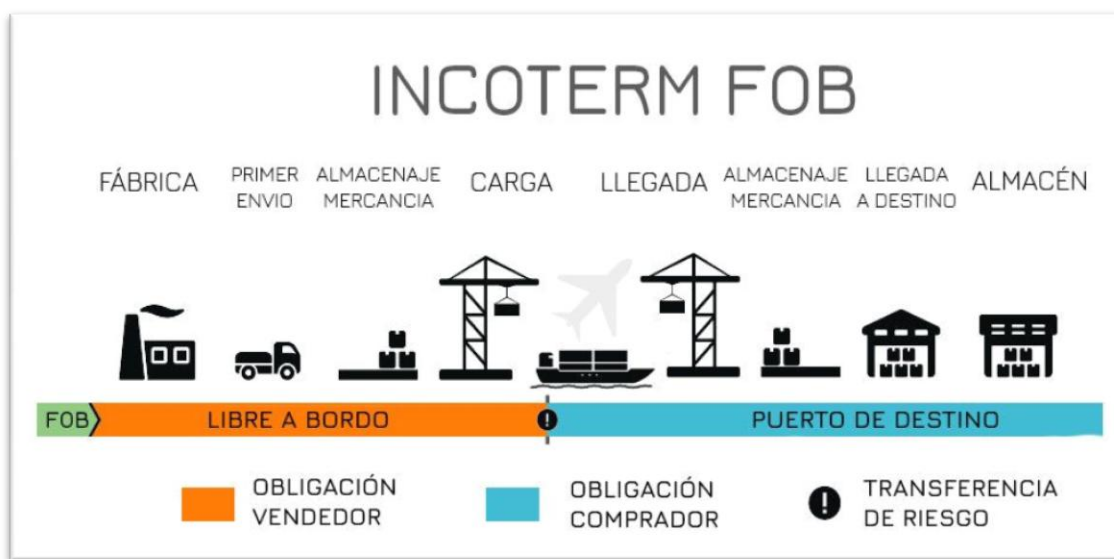 INCOTERM FOB
FÁBRICA
PRIMER
ENVIO
ALMACENAJE
MERCANCIA
CARGA
LLEGADA
ALMACENAJE
MERCANCIA
LLEGADA
A DESTINO
ALMACÉN
FOB
LIBRE A BORDO
PUERTO DE DESTINO
OBLIGACIÓN
VENDEDOR
OBLIGACIÓN
COMPRADOR
TRANSFERENCIA
DE RIESGO